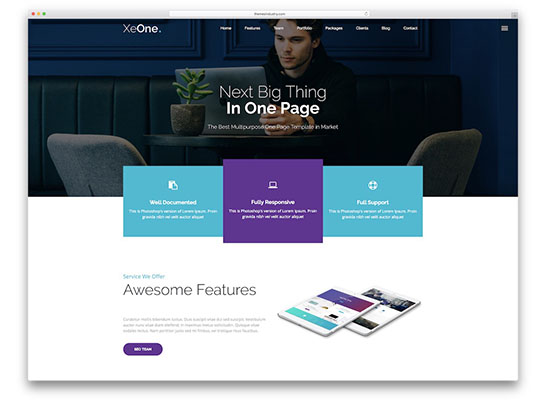 themesindustry.com
XeOne.
Home Features Team Portfolio Packages Clients Blog Contact
Next Big Thing
In One Page
The Best Multipurpose One Page Template in Market
Well Documented
This is Photoshop's version of Lorem Ipsum. Proin
gravida nibh vel velit auctor aliquet
Fully Responsive
This is Photoshop's version of Lorem Ipsum. Proin
gravida nibh vel velit auctor aliquet
Full Support
This is Photoshop's version of Lorem Ipsum. Proin
gravida nibh vel velit auctor aliquet
Service We Offer
Awesome Features
SEO TEAM